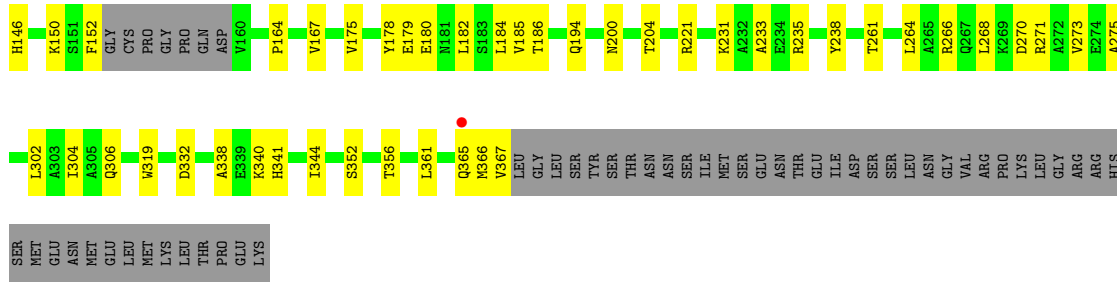 H146 K150 S151 F152 GLY CYS PRO GLY PRO GLN ASP V160 P164 V167 V175 Y178 E179 E180 N181 L182 S183 L184 V185 T186 Q194 N200 T204 R221 K231 A232 A233 E234 R235 Y238 T261 L264 A265 R266 Q267 L268 K269 D270 R271 A272 V273 E274 A275
L302 A303 I304 A305 Q306 W319 D332 A338 E339 K340 H341 I344 S352 T356 L361 Q365 M366 V367 LEU GLY LEU SER TYR SER THR ASN ASN SER ILE MET SER GLU ASN THR GLU ILE ASP SER SER LEU ASN GLY VAL ARG PRO LYS LEU GLY ARG ARG HIS
SER MET GLU ASN MET GLU LEU MET LYS LEU THR PRO GLU LYS